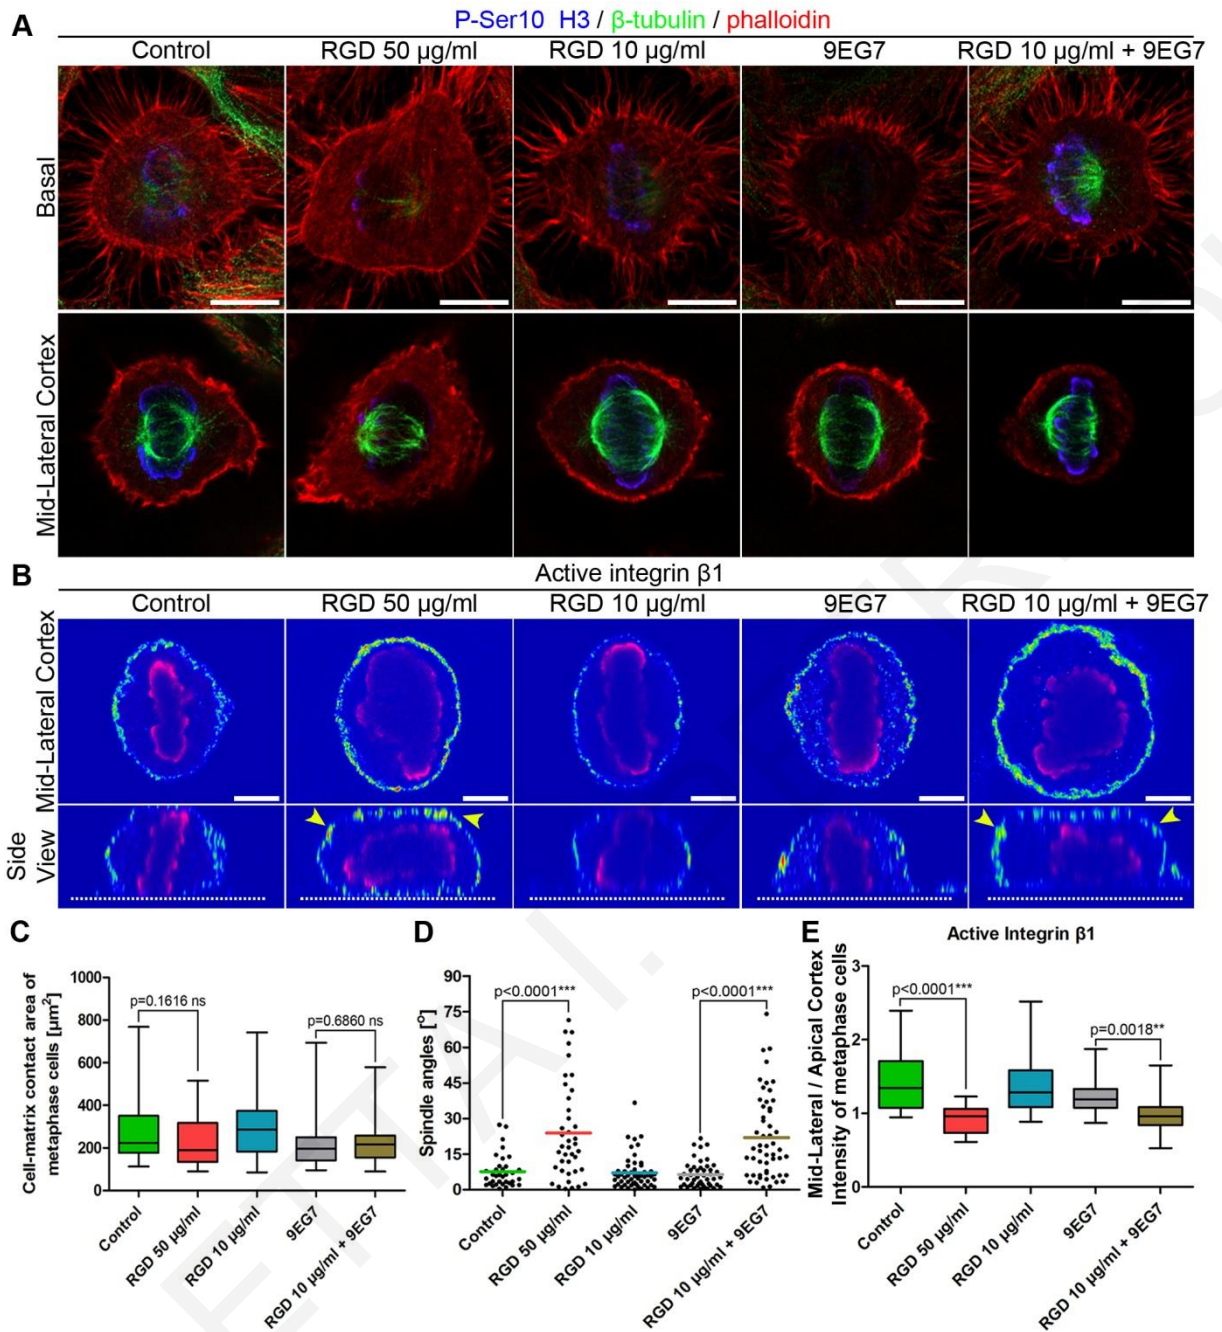 A
P-Ser10 H3 / β-tubulin / phalloidin
Control
RGD 50 µg/ml
RGD 10 µg/ml
9EG7
RGD 10 µg/ml + 9EG7
Basal
Mid-Lateral Cortex
B
Active integrin β1
Control
RGD 50 µg/ml
RGD 10 µg/ml
9EG7
RGD 10 µg/ml + 9EG7
Mid-Lateral Cortex
Side
View
C
Cell-matrix contact area of
metaphase cells [µm²]
1000
800
600
400
200
0
p=0.1616 ns
p=0.6860 ns
Control
RGD 50 µg/ml
RGD 10 µg/ml
9EG7
RGD 10 µg/ml + 9EG7
D
Spindle angles [º]
90
75
60
45
30
15
0
p<0.0001***
p<0.0001***
Control
RGD 50 µg/ml
RGD 10 µg/ml
9EG7
RGD 10 µg/ml + 9EG7
E
Active Integrin β1
Mid-Lateral / Apical Cortex
Intensity of metaphase cells
3
2
1
0
p<0.0001***
p=0.0018**
Control
RGD 50 µg/ml
RGD 10 µg/ml
9EG7
RGD 10 µg/ml + 9EG7